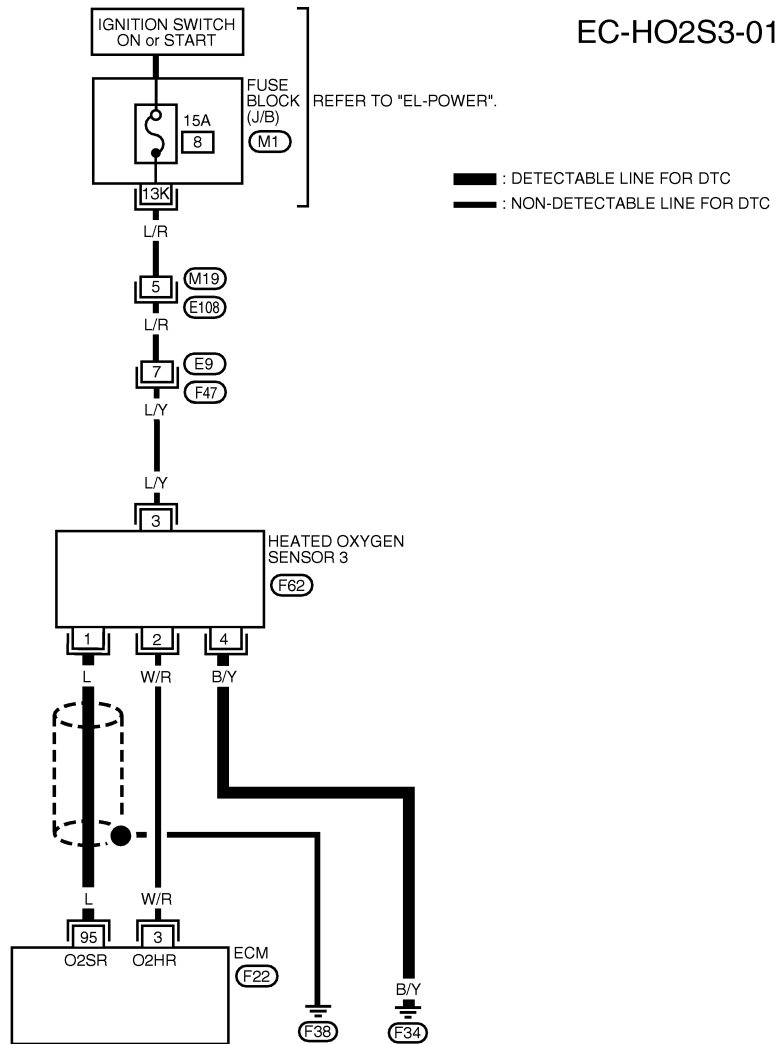 EC-HO2S3-01
IGNITION SWITCH
ON or START
FUSE
BLOCK
(J/B)
REFER TO "EL-POWER".
15A
8
M1
13K
: DETECTABLE LINE FOR DTC
: NON-DETECTABLE LINE FOR DTC
L/R
5
M19
E108
L/R
7
E9
F47
L/Y
L/Y
3
HEATED OXYGEN
SENSOR 3
F62
1 2 4
L W/R B/Y
L W/R
95 3
O2SR O2HR
ECM
F22
B/Y
F38 F34